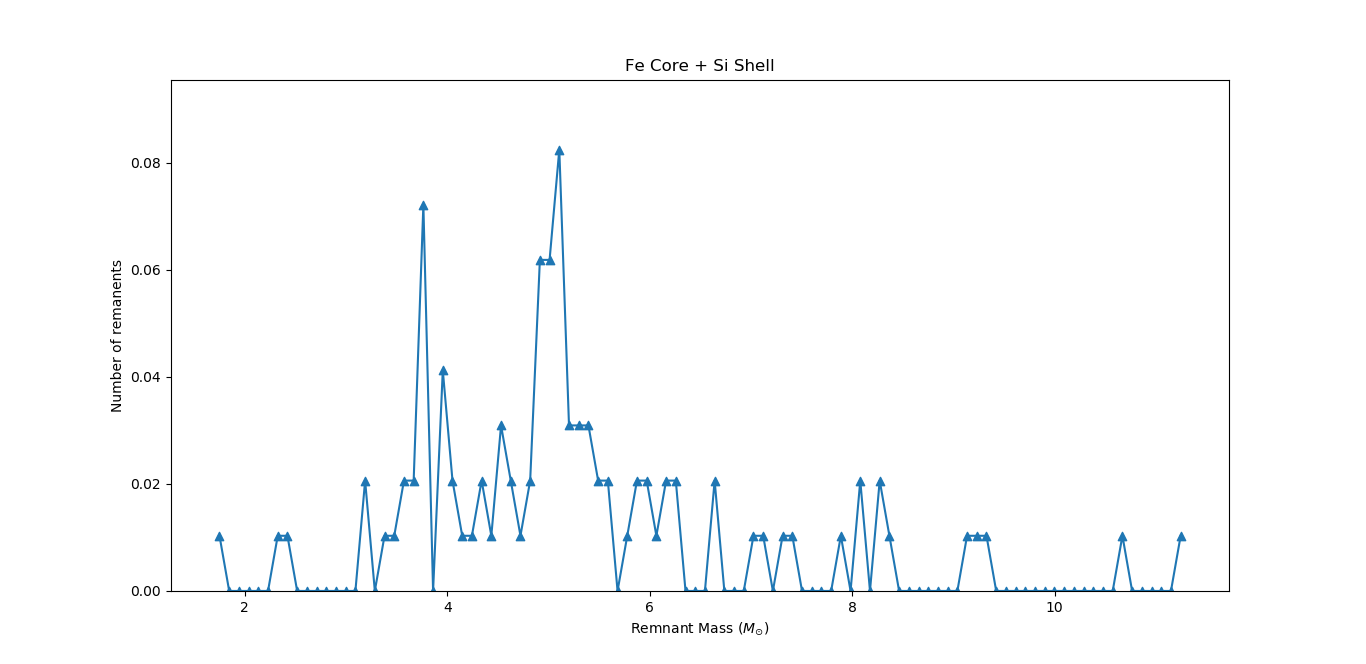 Fe Core + Si Shell
0.08
0.06
0.04
0.02
0.00
Number of remanents
2 4 6 8 10
Remnant Mass (M⊙)